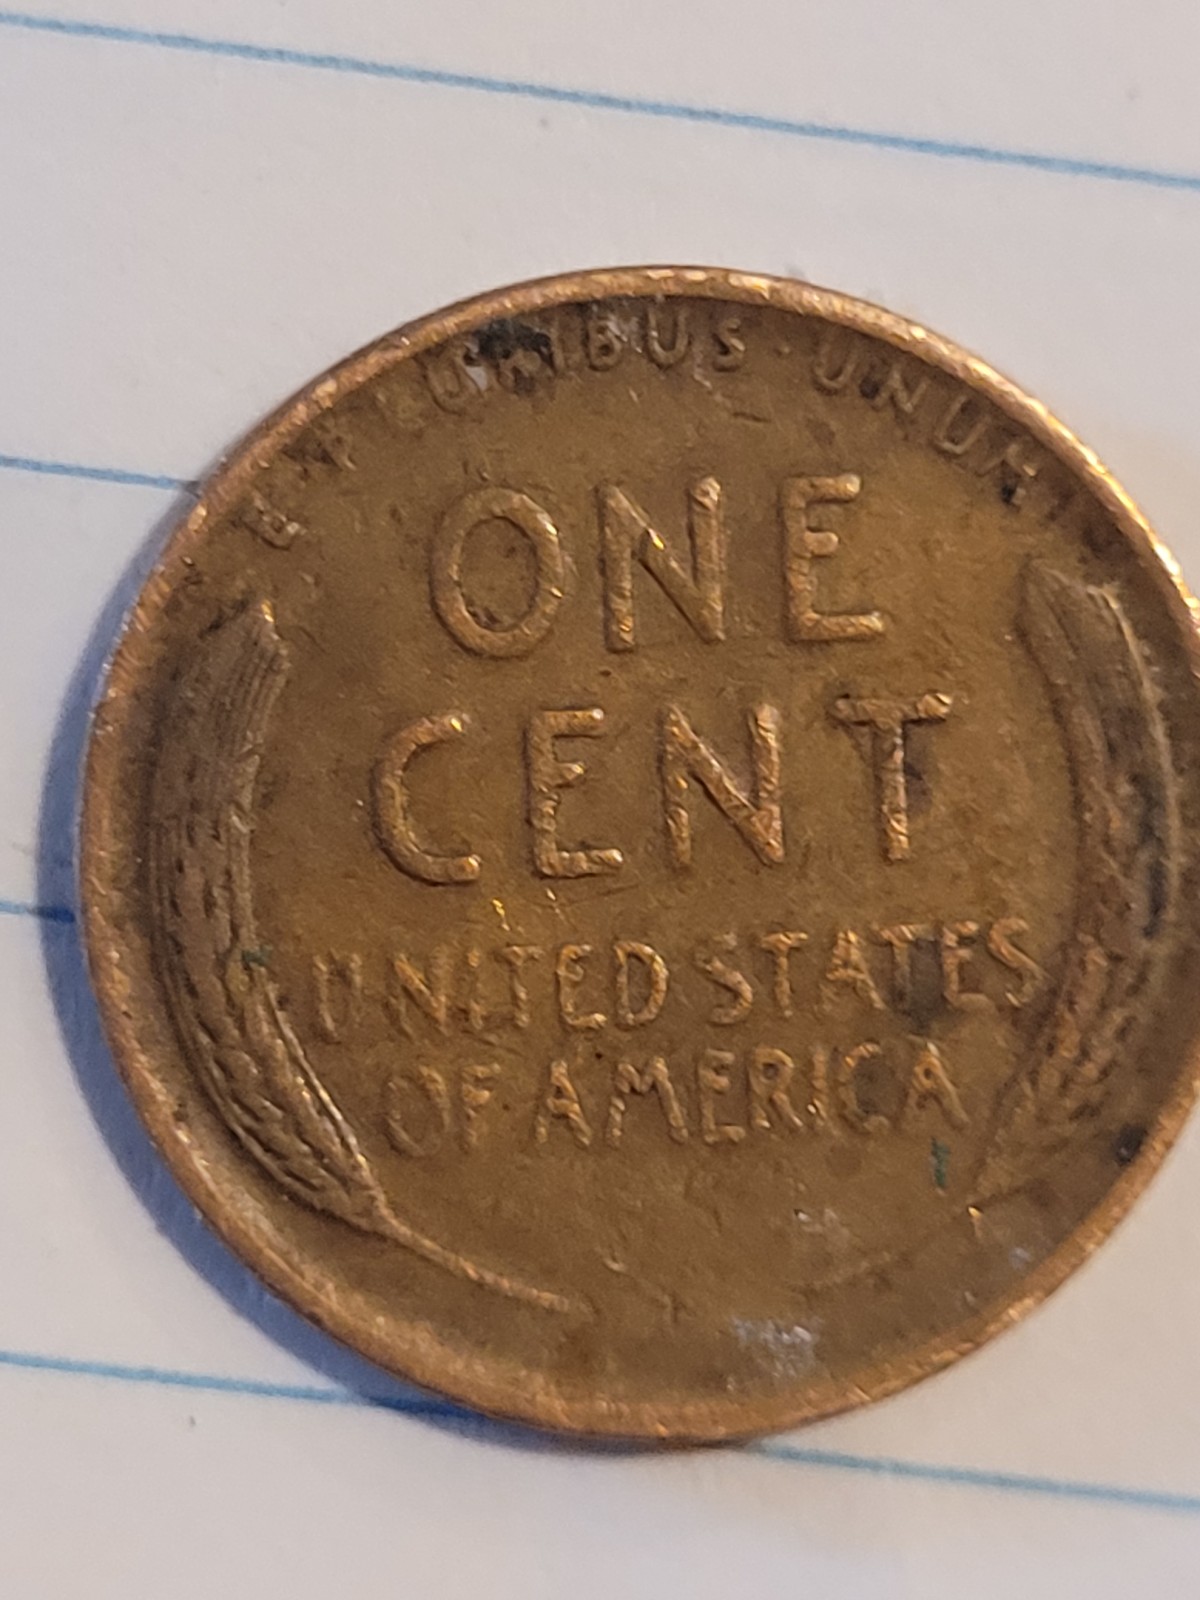 E PLURIBUS · UNUM
ONE
CENT
UNITED STATES
OF AMERICA